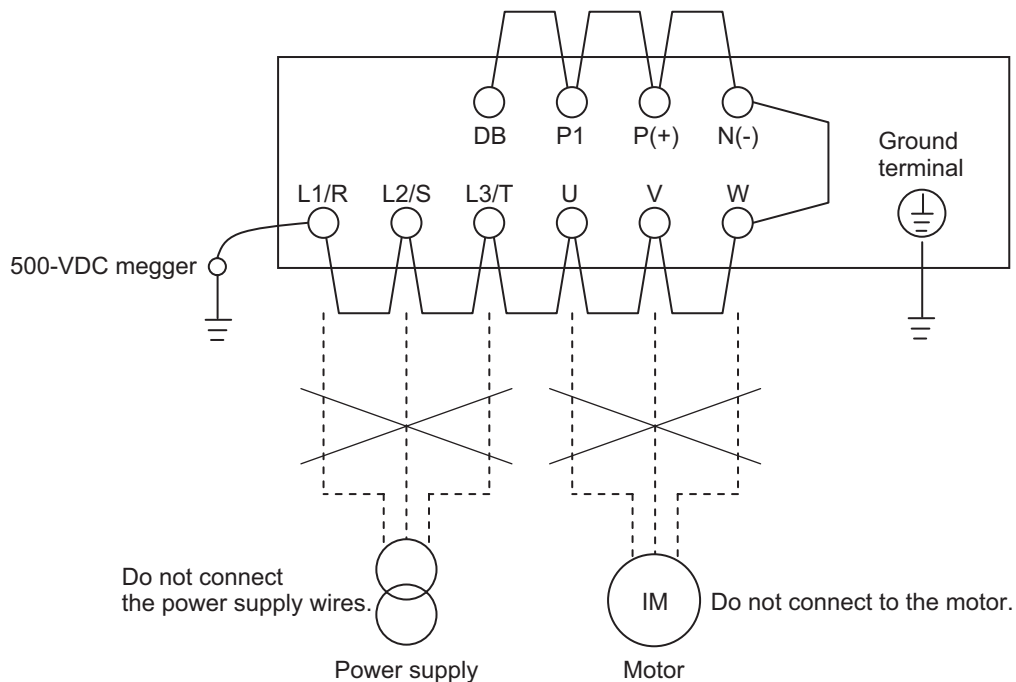 DB P1 P(+) N(-)
Ground
terminal
L1/R L2/S L3/T U V W
500-VDC megger
Do not connect
the power supply wires.
IM
Do not connect to the motor.
Power supply
Motor